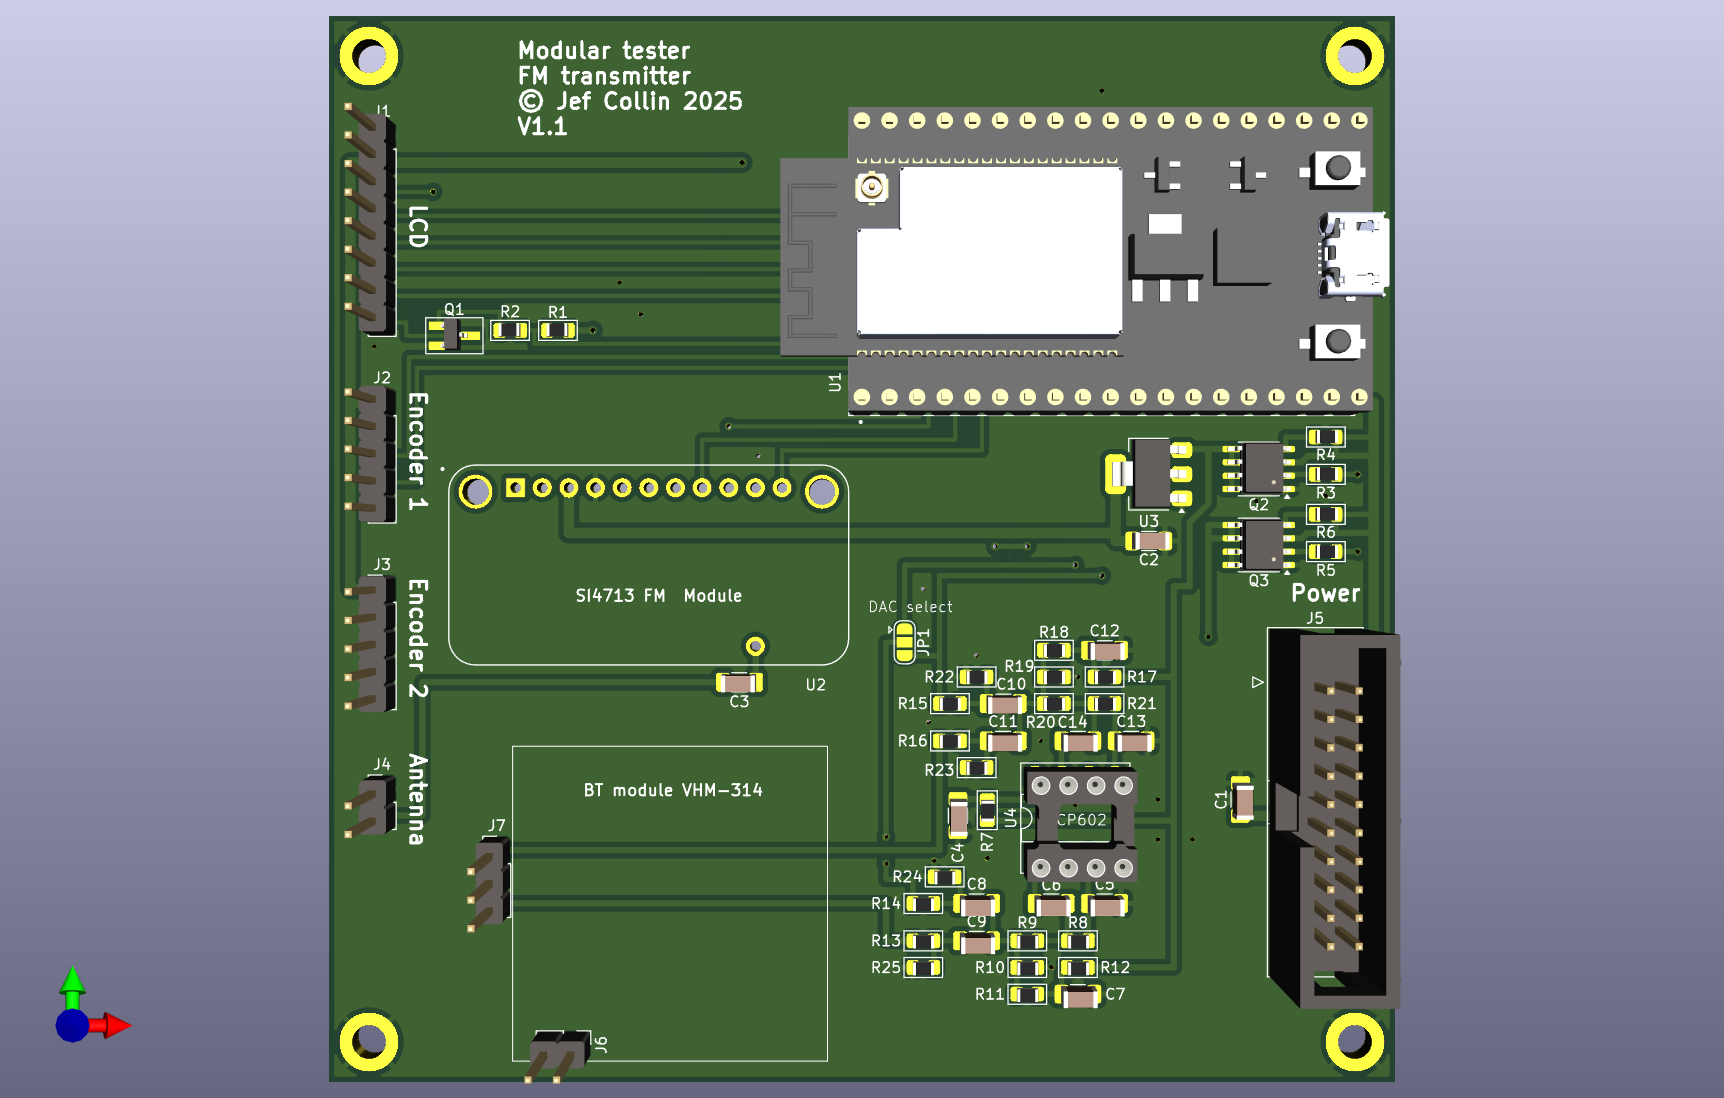 Modular tester
FM transmitter
© Jef Collin 2025
V1.1
J1
LCD
Q1
R2
R1
U1
J2
Encoder 1
R4
R3
Q2
U3
R6
C2
R5
Q3
Power
J5
J3
Encoder 2
SI4713 FM Module
DAC select
JP1
U2
C3
R18
C12
R19
R22
R17
C10
R15
R21
C11
R20
C14
C13
R16
R23
J4
Antenna
BT module VHM-314
C1
J7
C4
R7
U4
CP602
R24
C8
C6
C5
R14
C9
R9
R8
R13
R25
R10
R12
R11
C7
J6